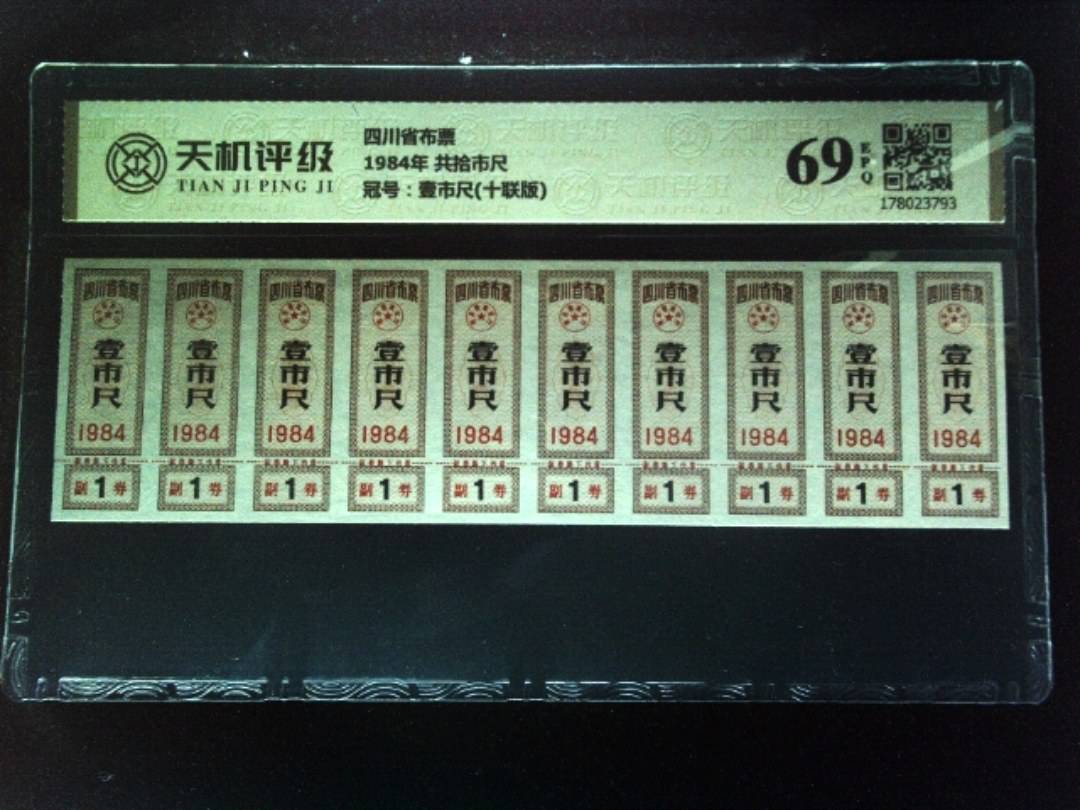 天机评级
TIAN JI PING JI
四川省布票
1984年 共拾市尺
冠号：壹市尺(十联版)
69
EPQ
178023793
四川省布票 四川省布票 四川省布票 四川省布票 四川省布票 四川省布票 四川省布票 四川省布票 四川省布票 四川省布票
壹市尺 壹市尺 壹市尺 壹市尺 壹市尺 壹市尺 壹市尺 壹市尺 壹市尺 壹市尺
1984 1984 1984 1984 1984 1984 1984 1984 1984 1984
副1券 副1券 副1券 副1券 副1券 副1券 副1券 副1券 副1券 副1券